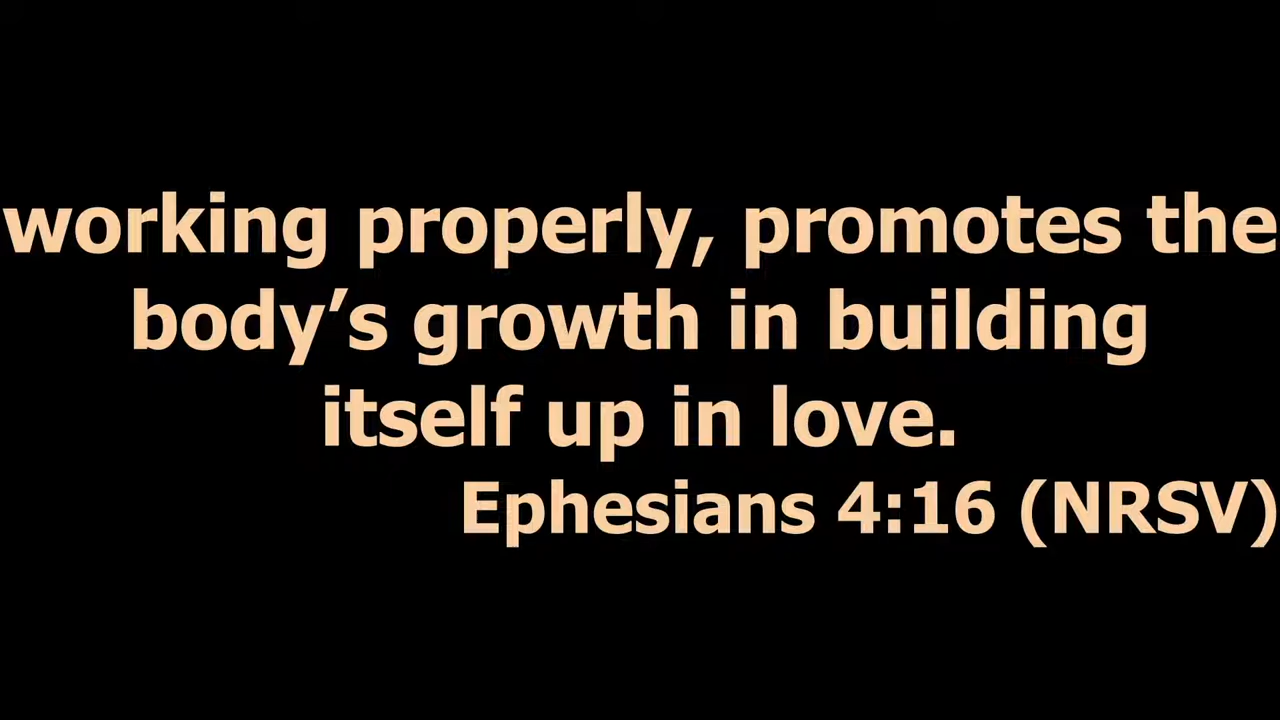 working properly, promotes the
body’s growth in building
itself up in love.
Ephesians 4:16 (NRSV)